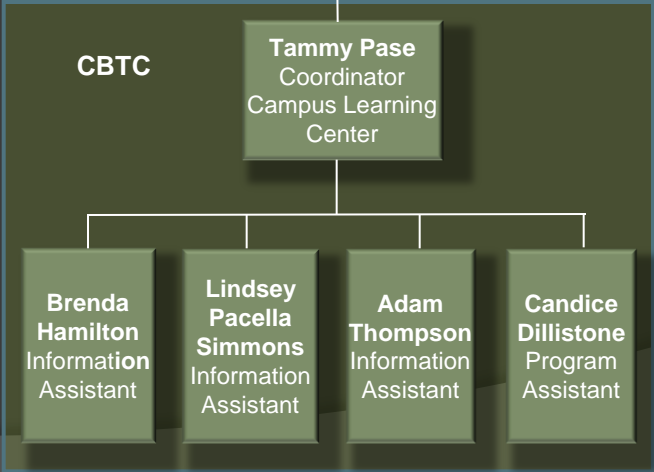 CBTC
Tammy Pase
Coordinator
Campus Learning
Center
Brenda
Hamilton
Information
Assistant
Lindsey
Pacella
Simmons
Information
Assistant
Adam
Thompson
Information
Assistant
Candice
Dillistone
Program
Assistant